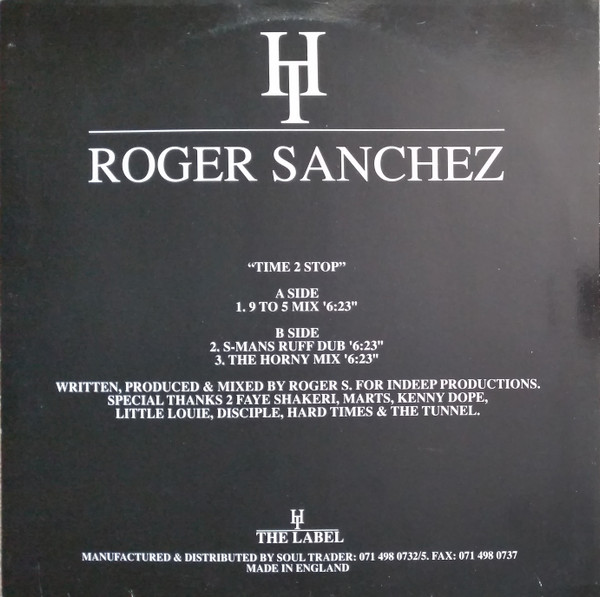 HT
ROGER SANCHEZ
“TIME 2 STOP”
A SIDE
1. 9 TO 5 MIX '6:23"
B SIDE
2. S-MANS RUFF DUB '6:23"
3. THE HORNY MIX '6:23"
WRITTEN, PRODUCED & MIXED BY ROGER S. FOR INDEEP PRODUCTIONS.
SPECIAL THANKS 2 FAYE SHAKERI, MARTS, KENNY DOPE,
LITTLE LOUIE, DISCIPLE, HARD TIMES & THE TUNNEL.
HT
THE LABEL
MANUFACTURED & DISTRIBUTED BY SOUL TRADER: 071 498 0732/5. FAX: 071 498 0737
MADE IN ENGLAND